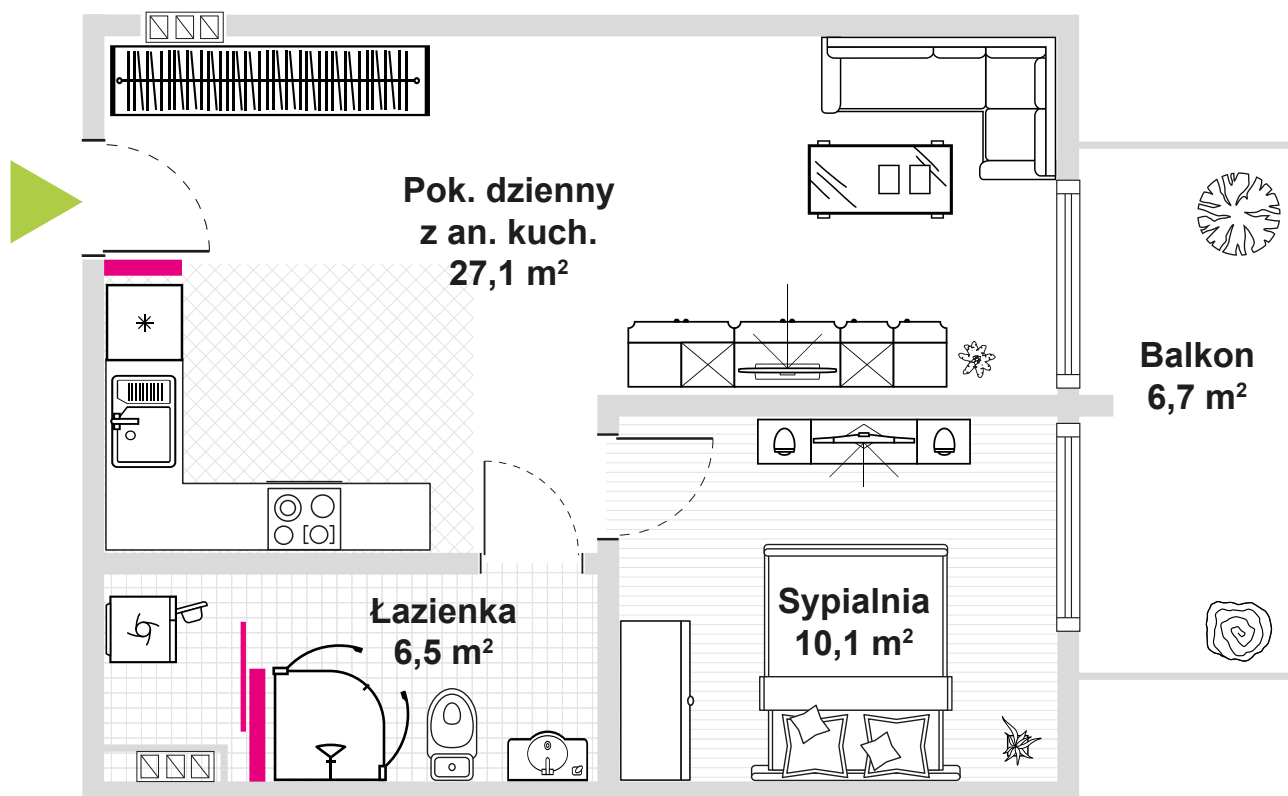 Pok. dzienny
z an. kuch.
27,1 m²
Balkon
6,7 m²
Łazienka
6,5 m²
Sypialnia
10,1 m²